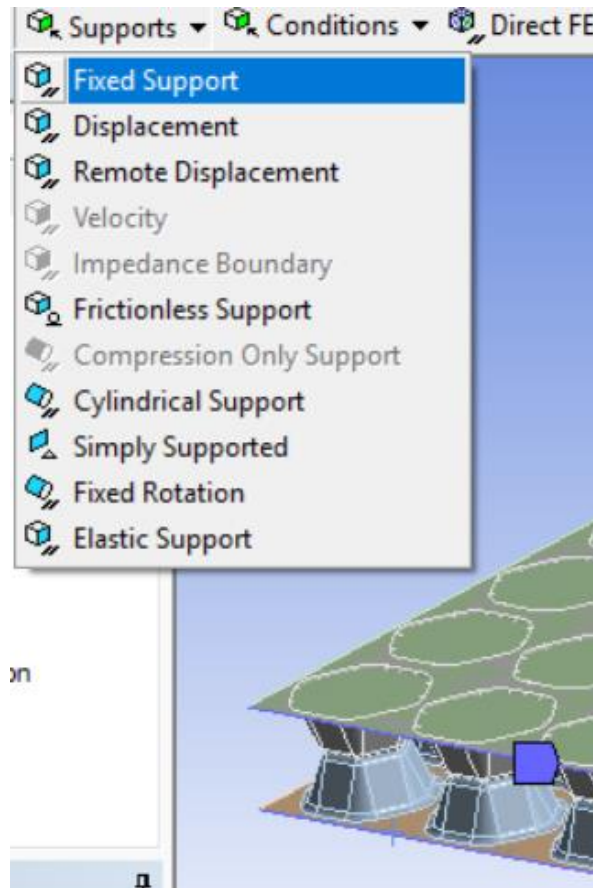 Supports Conditions Direct FE
Fixed Support
Displacement
Remote Displacement
Velocity
Impedance Boundary
Frictionless Support
Compression Only Support
Cylindrical Support
Simply Supported
Fixed Rotation
Elastic Support
on